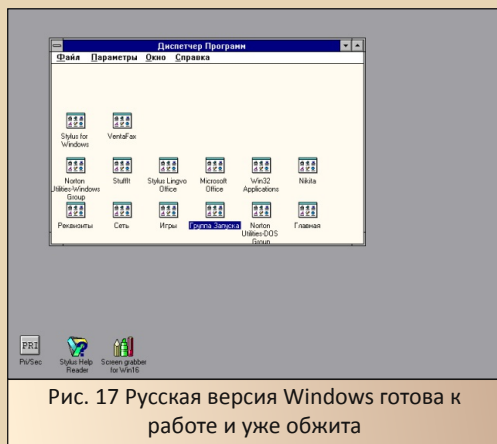 Диспетчер Программ
Файл Параметры Окно Справка
Stylus for Windows
VentaFax
Norton Utilities-Windows Group
StuffIt
Stylus Lingvo Office
Microsoft Office
Win32 Applications
Nikita
Реквизиты
Сеть
Игры
Группа Запуска
Norton Utilities-DOS Group
Главная
PRI
Pri/Sec
Stylus Help Reader
Screen grabber for Win16
Рис. 17 Русская версия Windows готова к
работе и уже обжита